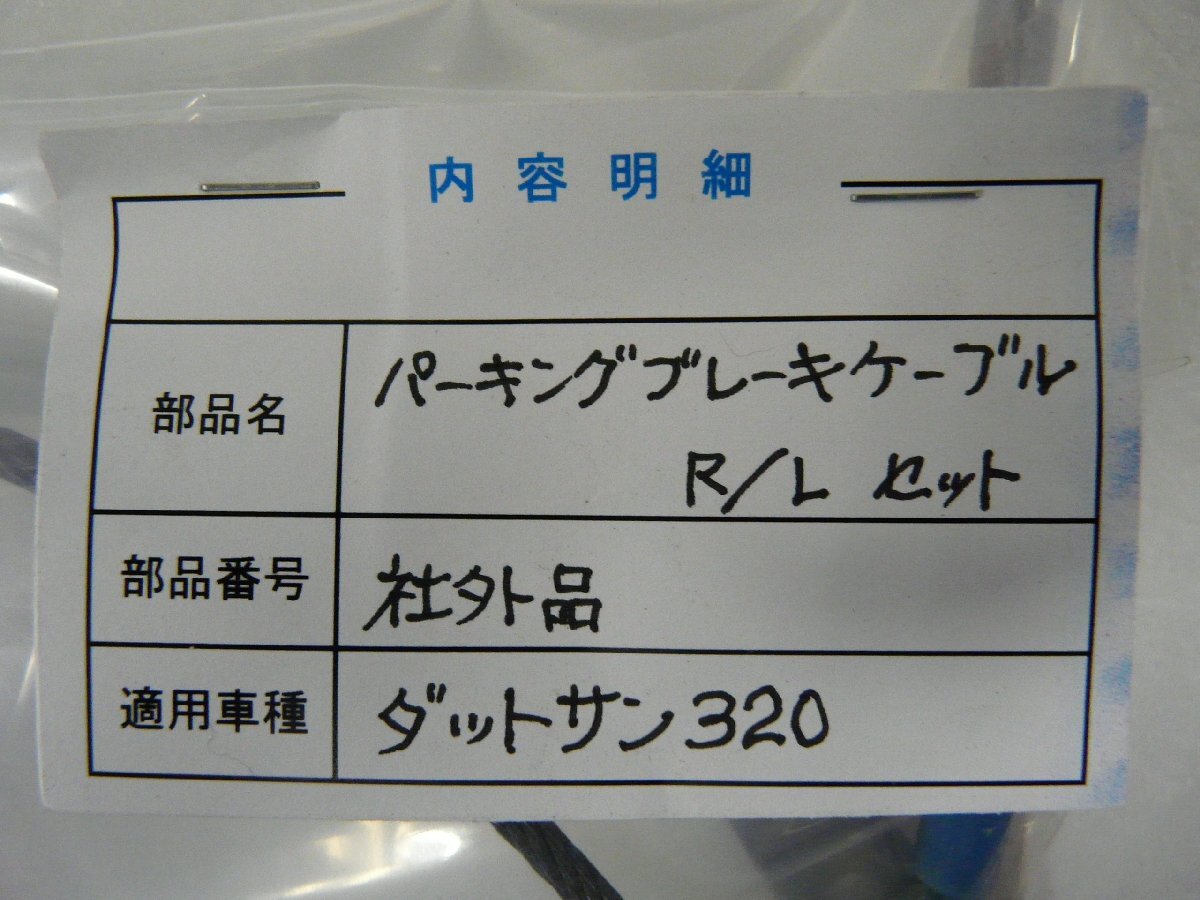 内容明細
部品名
パーキングブレーキケーブル
R/L セット
部品番号
社外品
適用車種
ダットサン320